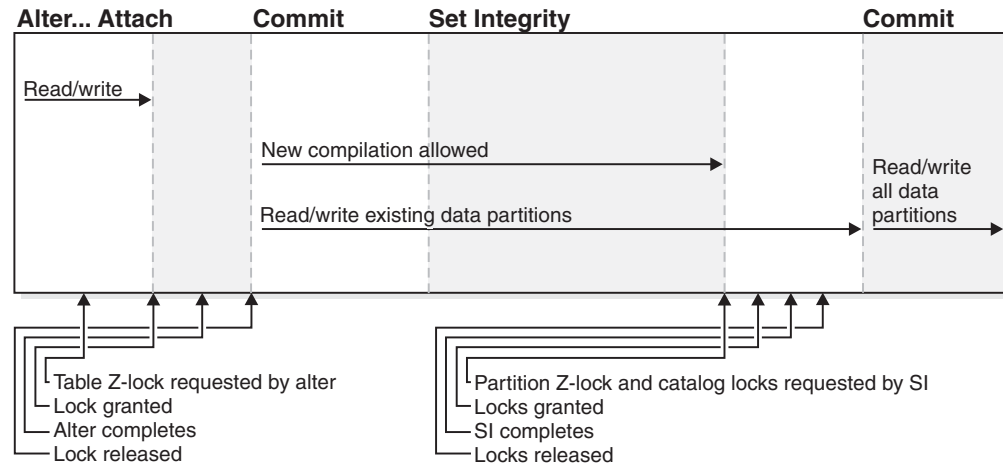 Alter... Attach Commit Set Integrity Commit
Read/write
New compilation allowed
Read/write
all data
partitions
Read/write existing data partitions
Table Z-lock requested by alter
Lock granted
Alter completes
Lock released
Partition Z-lock and catalog locks requested by SI
Locks granted
SI completes
Locks released